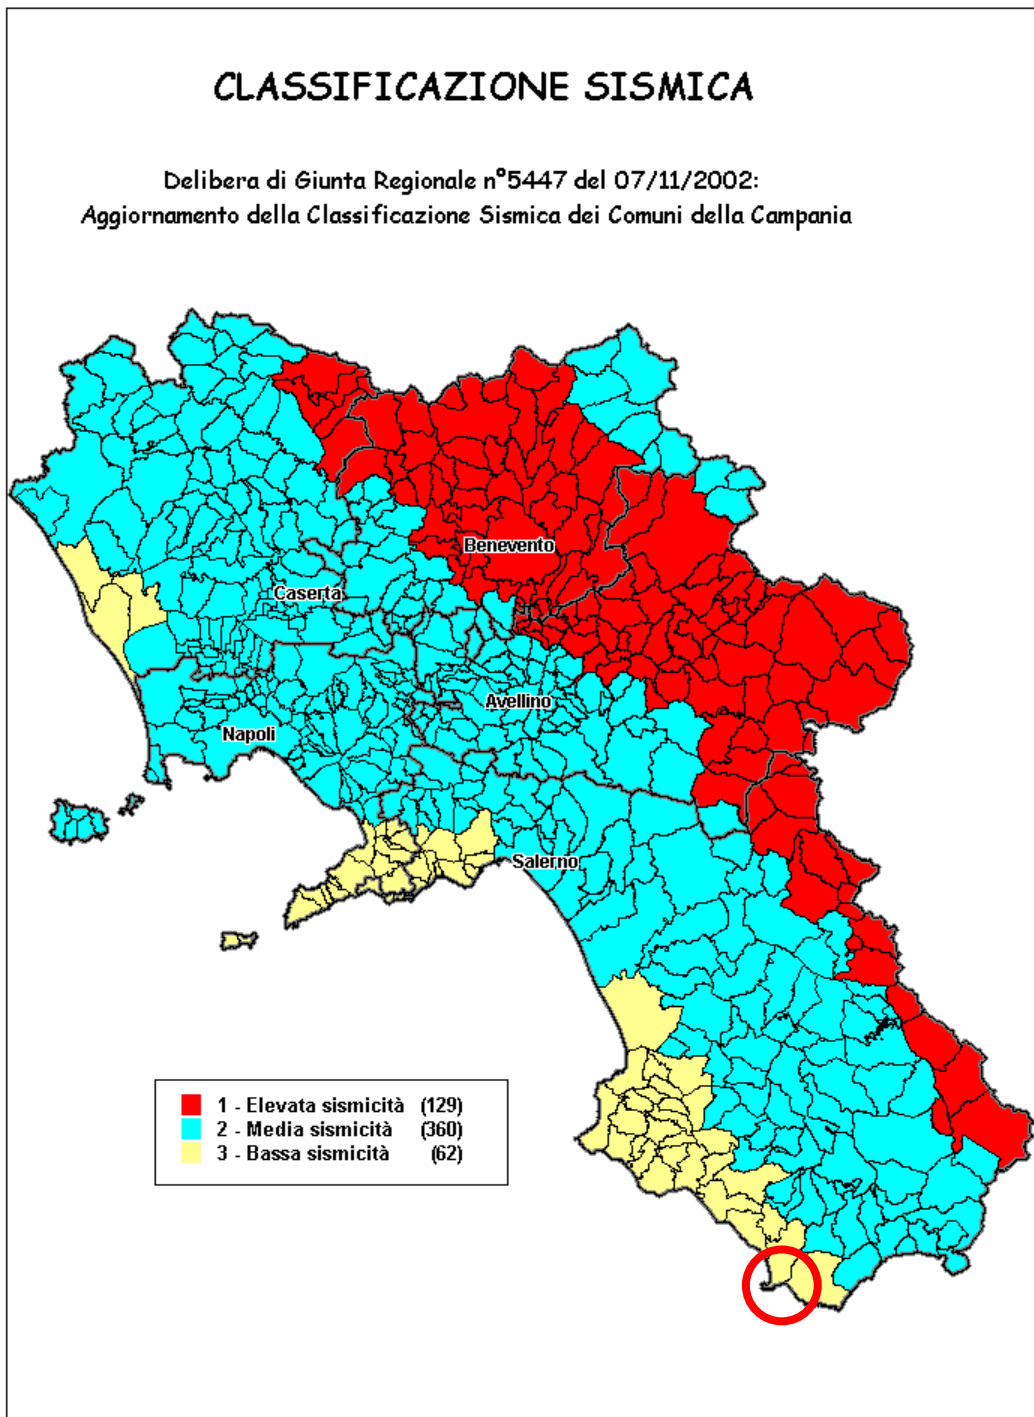 CLASSIFICAZIONE SISMICA
Delibera di Giunta Regionale n°5447 del 07/11/2002:
Aggiornamento della Classificazione Sismica dei Comuni della Campania
Benevento
Caserta
Avellino
Napoli
Salerno
1 - Elevata sismicità (129)
2 - Media sismicità (360)
3 - Bassa sismicità (62)